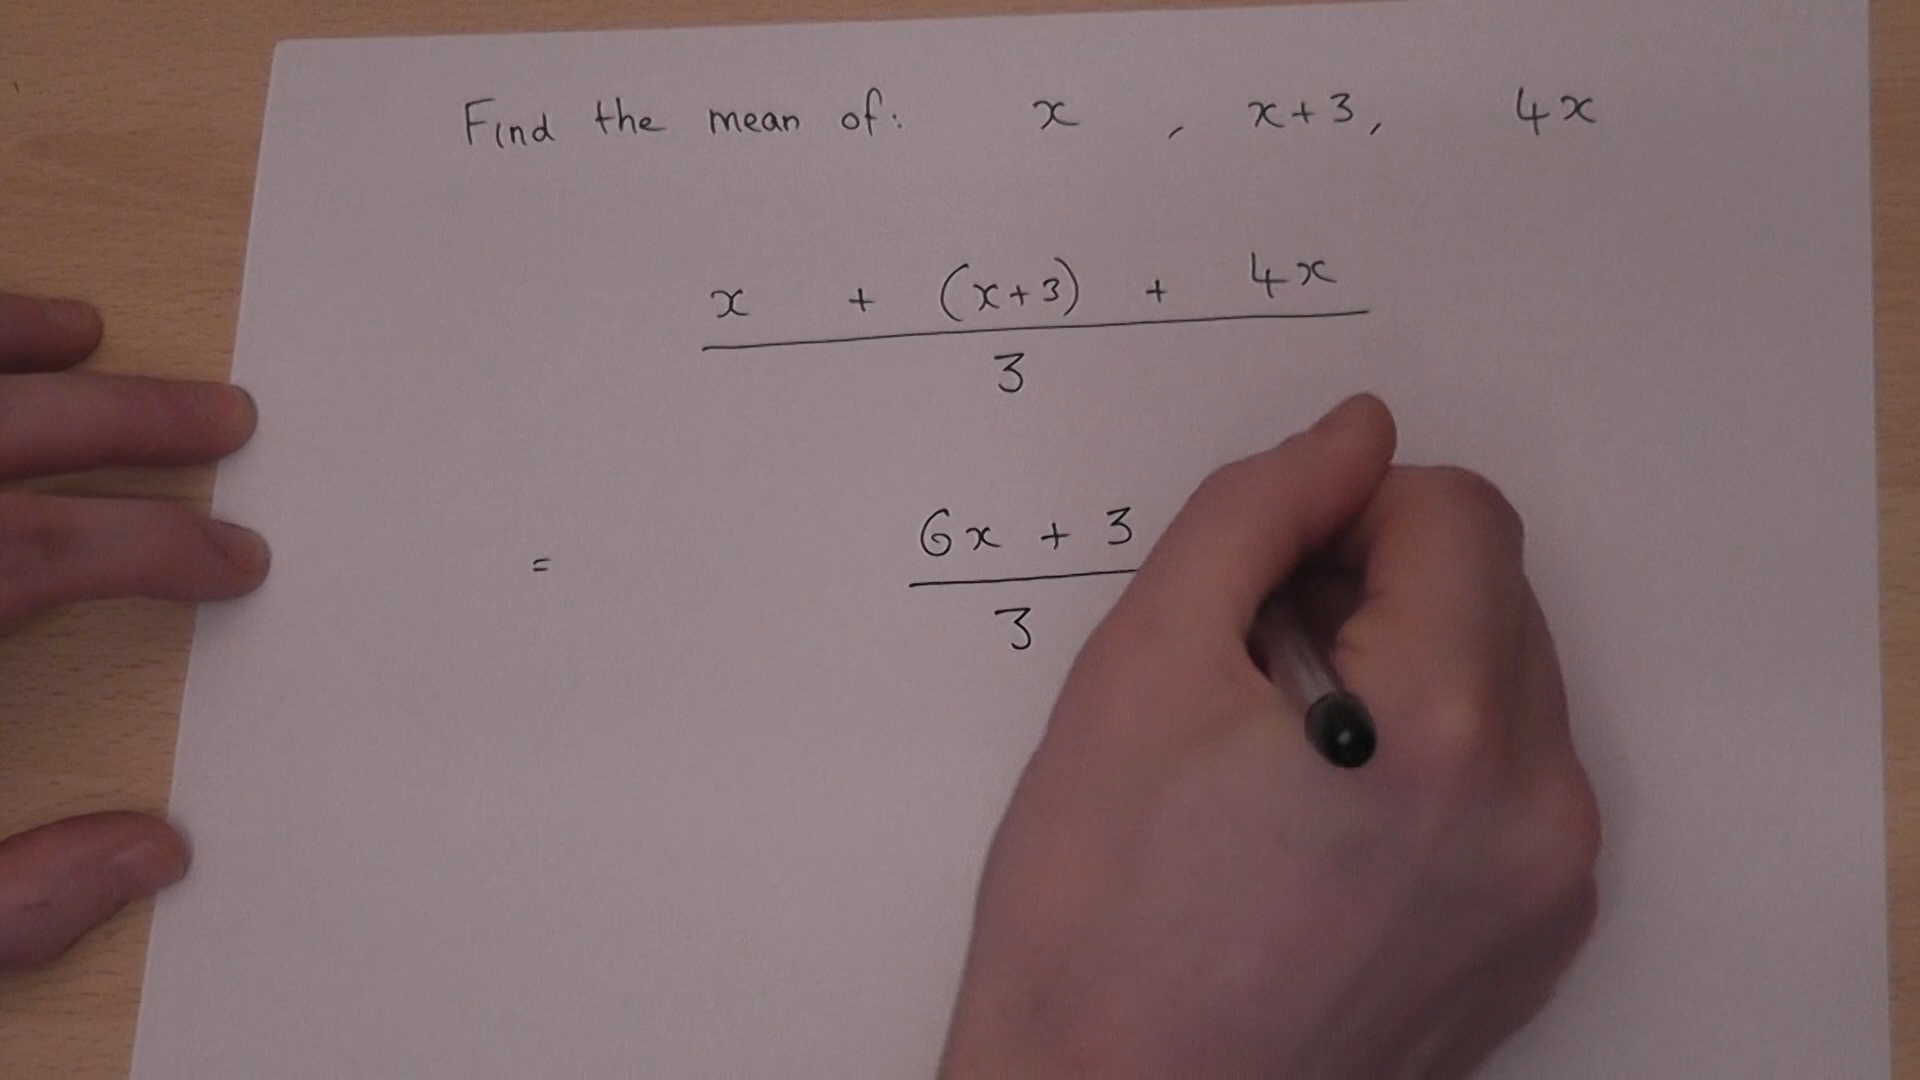 Find the mean of: x , x+3, 4x
x + (x+3) + 4x
3
= 6x + 3
3